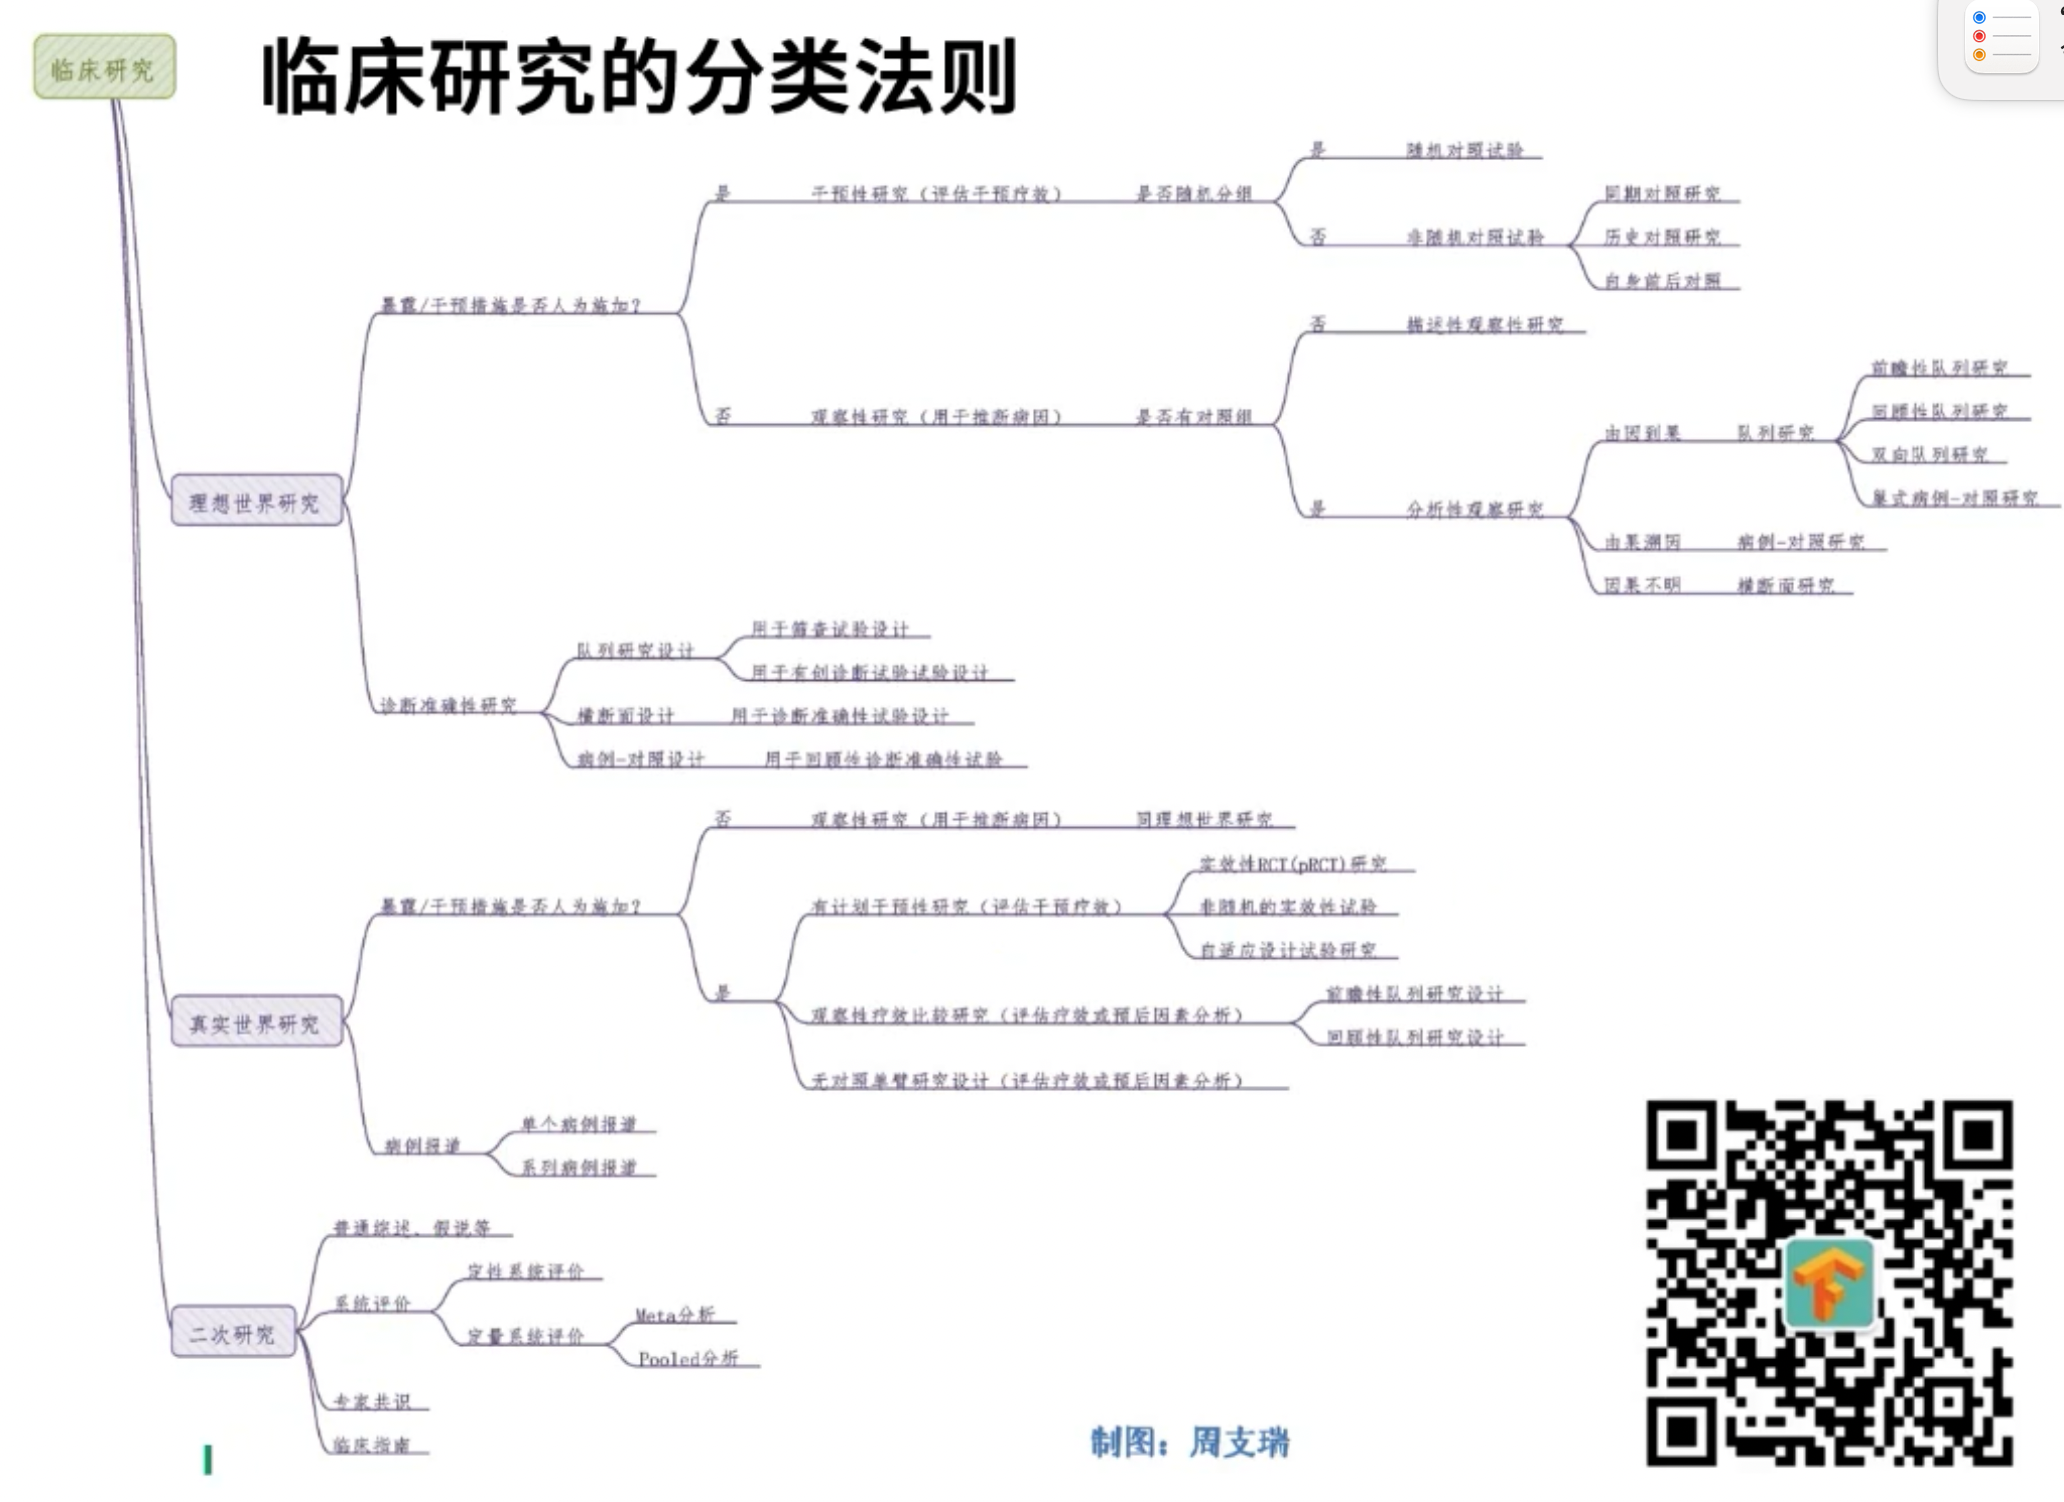 临床研究
临床研究的分类法则
理想世界研究
暴露/干预措施是否人为施加？
是
干预性研究（评估干预疗效）
是否随机分组
是
随机对照试验
否
非随机对照试验
同期对照研究
历史对照研究
自身前后对照
否
观察性研究（用于推断病因）
是否有对照组
否
描述性观察性研究
是
分析性观察研究
由因到果
队列研究
前瞻性队列研究
回顾性队列研究
双向队列研究
巢式病例-对照研究
由果溯因
病例-对照研究
因果不明
横断面研究
诊断准确性研究
队列研究设计
用于筛查试验设计
用于有创诊断试验试验设计
横断面设计
用于诊断准确性试验设计
病例-对照设计
用于回顾性诊断准确性试验
真实世界研究
暴露/干预措施是否人为施加？
否
观察性研究（用于推断病因）
同理想世界研究
是
有计划干预性研究（评估干预疗效）
实效性RCT(pRCT)研究
非随机的实效性试验
自适应设计试验研究
观察性疗效比较研究（评估疗效或预后因素分析）
前瞻性队列研究设计
回顾性队列研究设计
无对照单臂研究设计（评估疗效或预后因素分析）
病例报道
单个病例报道
系列病例报道
二次研究
普通综述、假说等
系统评价
定性系统评价
定量系统评价
Meta分析
Pooled分析
专家共识
临床指南
制图：周支瑞